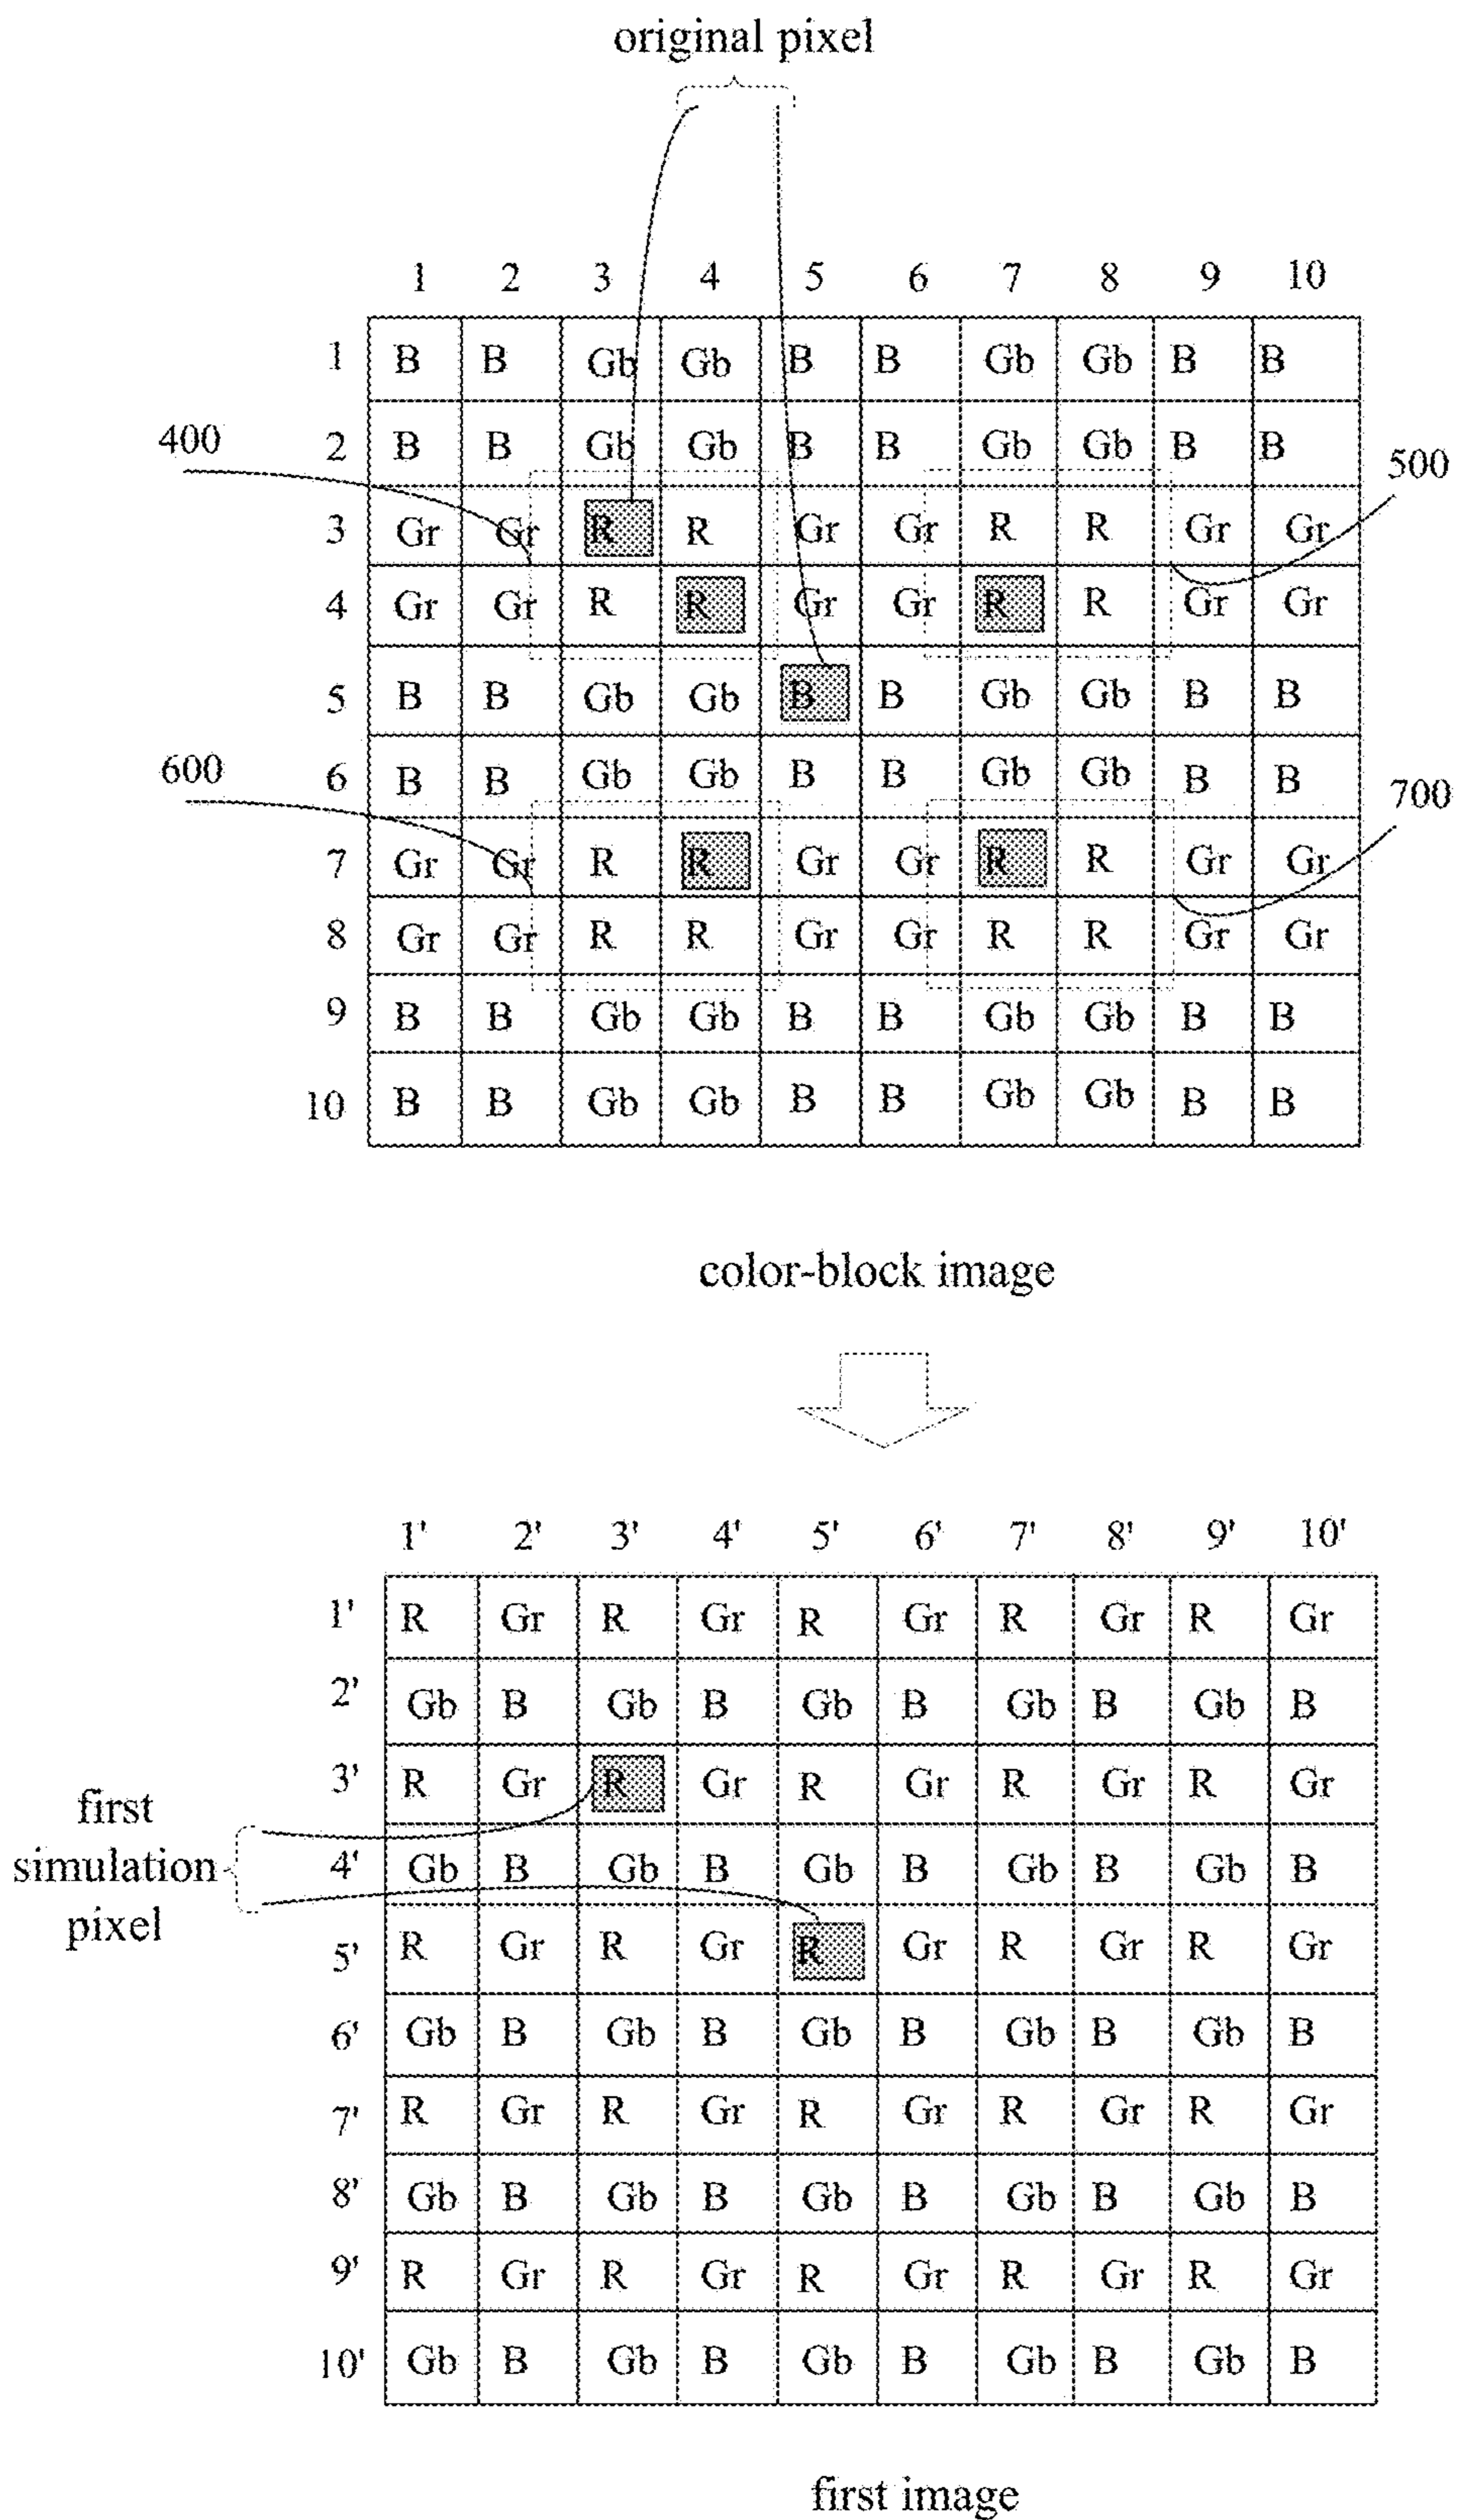 original pixel
1 2 3 4 5 6 7 8 9 10
1 B B Gb Gb B B Gb Gb B B
2 B B Gb Gb B B Gb Gb B B
400
500
3 Gr Gr R R Gr Gr R R Gr Gr
4 Gr Gr R R Gr Gr R R Gr Gr
5 B B Gb Gb B B Gb Gb B B
600
6 B B Gb Gb B B Gb Gb B B
700
7 Gr Gr R R Gr Gr R R Gr Gr
8 Gr Gr R R Gr Gr R R Gr Gr
9 B B Gb Gb B B Gb Gb B B
10 B B Gb Gb B B Gb Gb B B
color-block image
1' 2' 3' 4' 5' 6' 7' 8' 9' 10'
1' R Gr R Gr R Gr R Gr R Gr
2' Gb B Gb B Gb B Gb B Gb B
3' R Gr R Gr R Gr R Gr R Gr
first
simulation
pixel
4' Gb B Gb B Gb B Gb B Gb B
5' R Gr R Gr R Gr R Gr R Gr
6' Gb B Gb B Gb B Gb B Gb B
7' R Gr R Gr R Gr R Gr R Gr
8' Gb B Gb B Gb B Gb B Gb B
9' R Gr R Gr R Gr R Gr R Gr
10' Gb B Gb B Gb B Gb B Gb B
first image